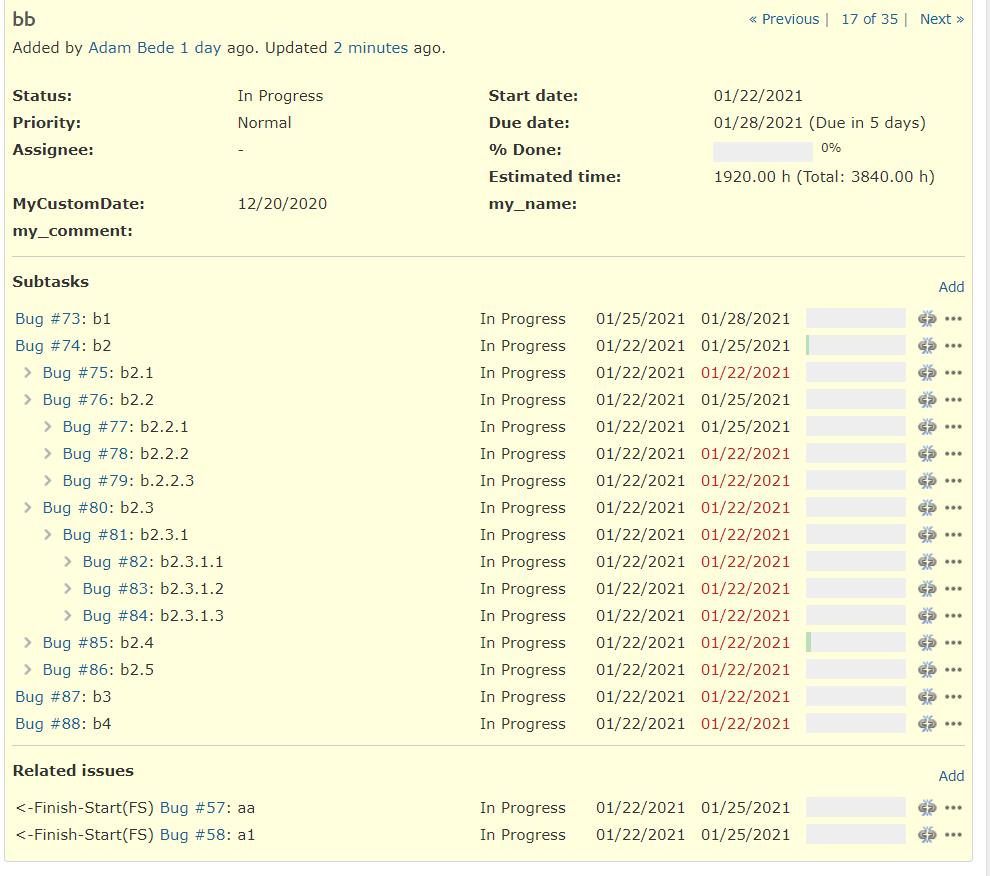 bb
« Previous | 17 of 35 | Next »
Added by Adam Bede 1 day ago. Updated 2 minutes ago.
Status: In Progress Start date: 01/22/2021
Priority: Normal Due date: 01/28/2021 (Due in 5 days)
Assignee: - % Done: 0%
Estimated time: 1920.00 h (Total: 3840.00 h)
MyCustomDate: 12/20/2020 my_name:
my_comment:
Subtasks
Add
Bug #73: b1 In Progress 01/25/2021 01/28/2021
Bug #74: b2 In Progress 01/22/2021 01/25/2021
Bug #75: b2.1 In Progress 01/22/2021 01/22/2021
Bug #76: b2.2 In Progress 01/22/2021 01/25/2021
Bug #77: b2.2.1 In Progress 01/22/2021 01/25/2021
Bug #78: b2.2.2 In Progress 01/22/2021 01/22/2021
Bug #79: b.2.2.3 In Progress 01/22/2021 01/22/2021
Bug #80: b2.3 In Progress 01/22/2021 01/22/2021
Bug #81: b2.3.1 In Progress 01/22/2021 01/22/2021
Bug #82: b2.3.1.1 In Progress 01/22/2021 01/22/2021
Bug #83: b2.3.1.2 In Progress 01/22/2021 01/22/2021
Bug #84: b2.3.1.3 In Progress 01/22/2021 01/22/2021
Bug #85: b2.4 In Progress 01/22/2021 01/22/2021
Bug #86: b2.5 In Progress 01/22/2021 01/22/2021
Bug #87: b3 In Progress 01/22/2021 01/22/2021
Bug #88: b4 In Progress 01/22/2021 01/22/2021
Related issues
Add
<-Finish-Start(FS) Bug #57: aa In Progress 01/22/2021 01/25/2021
<-Finish-Start(FS) Bug #58: a1 In Progress 01/22/2021 01/25/2021